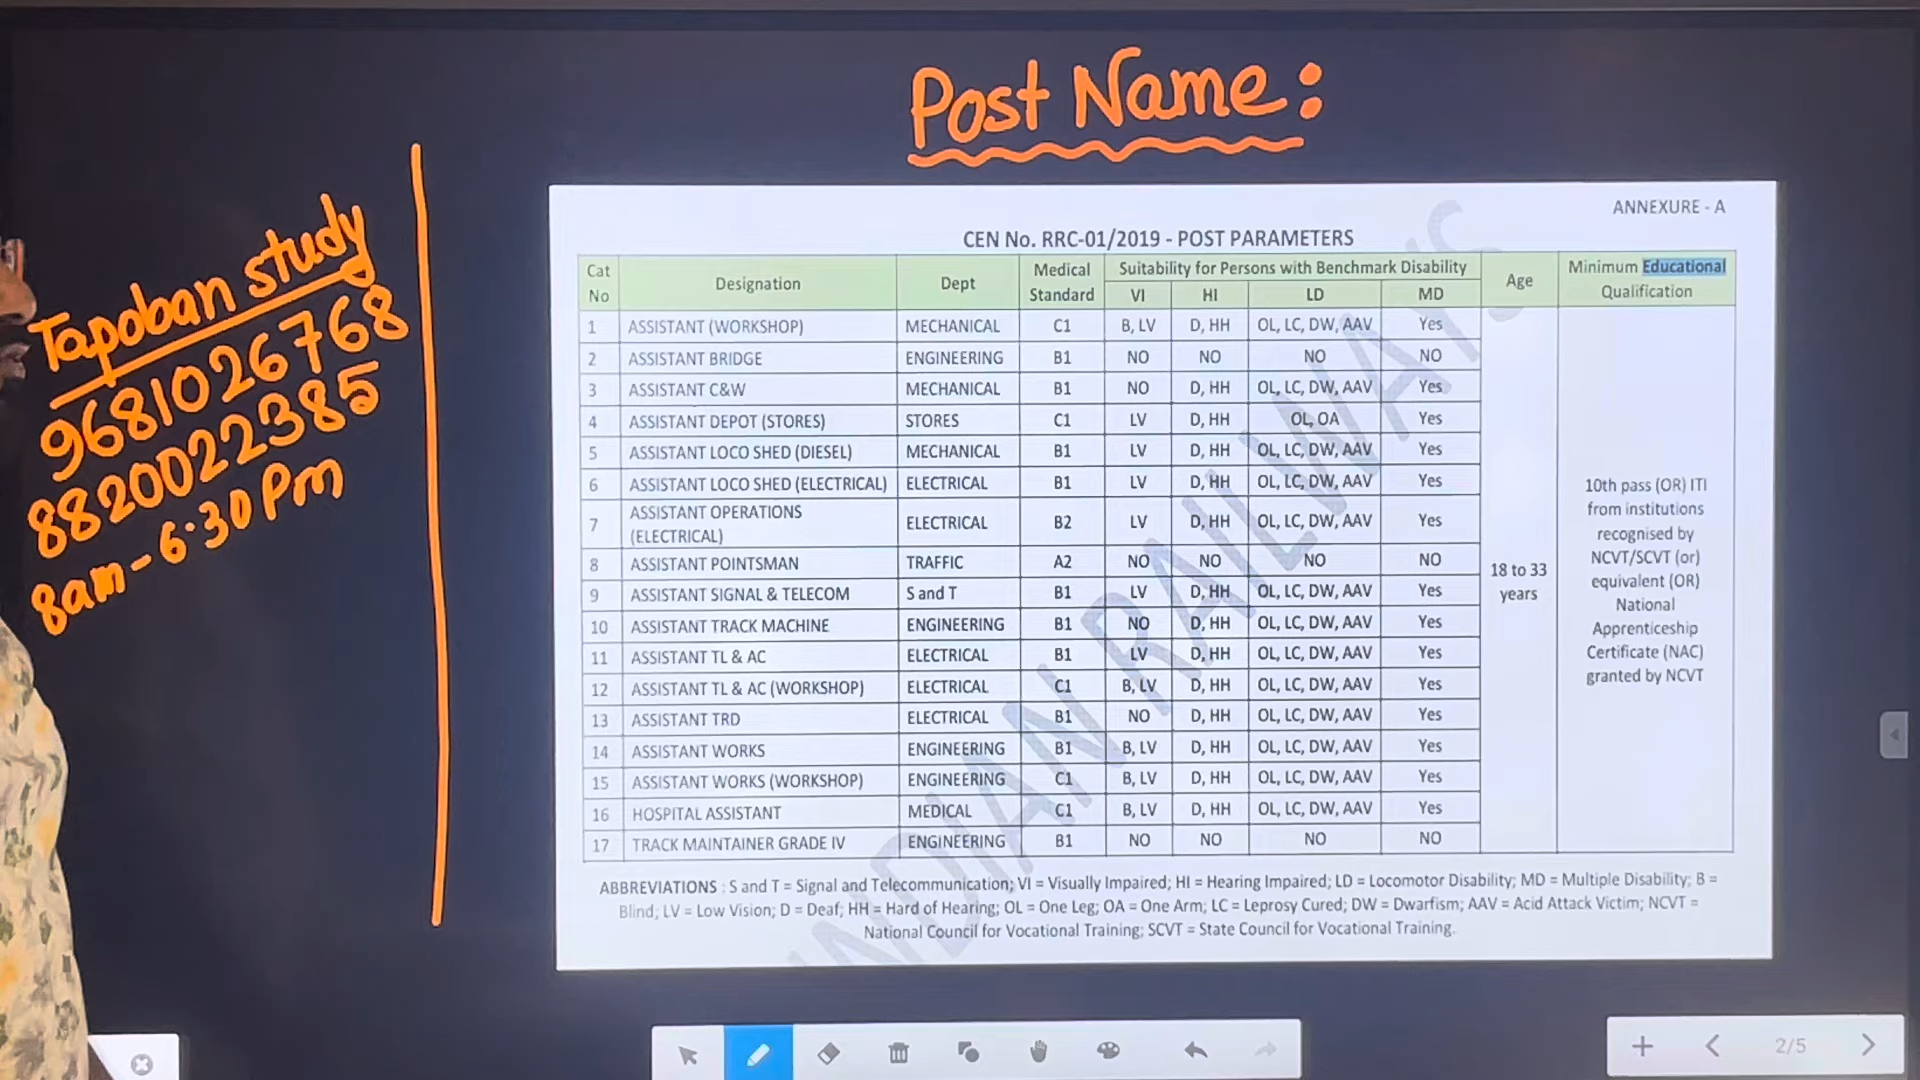 Post Name:
Tapoban study
9681026768
8820022385
8am - 6.30 Pm
ANNEXURE - A
CEN No. RRC-01/2019 - POST PARAMETERS
Cat No | Designation | Dept | Medical Standard | Suitability for Persons with Benchmark Disability | Age | Minimum Educational Qualification
VI | HI | LD | MD
1 | ASSISTANT (WORKSHOP) | MECHANICAL | C1 | B, LV | D, HH | OL, LC, DW, AAV | Yes
2 | ASSISTANT BRIDGE | ENGINEERING | B1 | NO | NO | NO | NO
3 | ASSISTANT C&W | MECHANICAL | B1 | NO | D, HH | OL, LC, DW, AAV | Yes
4 | ASSISTANT DEPOT (STORES) | STORES | C1 | LV | D, HH | OL, OA | Yes
5 | ASSISTANT LOCO SHED (DIESEL) | MECHANICAL | B1 | LV | D, HH | OL, LC, DW, AAV | Yes
6 | ASSISTANT LOCO SHED (ELECTRICAL) | ELECTRICAL | B1 | LV | D, HH | OL, LC, DW, AAV | Yes
7 | ASSISTANT OPERATIONS (ELECTRICAL) | ELECTRICAL | B2 | LV | D, HH | OL, LC, DW, AAV | Yes
8 | ASSISTANT POINTSMAN | TRAFFIC | A2 | NO | NO | NO | NO
9 | ASSISTANT SIGNAL & TELECOM | S and T | B1 | LV | D, HH | OL, LC, DW, AAV | Yes
10 | ASSISTANT TRACK MACHINE | ENGINEERING | B1 | NO | D, HH | OL, LC, DW, AAV | Yes
11 | ASSISTANT TL & AC | ELECTRICAL | B1 | LV | D, HH | OL, LC, DW, AAV | Yes
12 | ASSISTANT TL & AC (WORKSHOP) | ELECTRICAL | C1 | B, LV | D, HH | OL, LC, DW, AAV | Yes
13 | ASSISTANT TRD | ELECTRICAL | B1 | NO | D, HH | OL, LC, DW, AAV | Yes
14 | ASSISTANT WORKS | ENGINEERING | B1 | B, LV | D, HH | OL, LC, DW, AAV | Yes
15 | ASSISTANT WORKS (WORKSHOP) | ENGINEERING | C1 | B, LV | D, HH | OL, LC, DW, AAV | Yes
16 | HOSPITAL ASSISTANT | MEDICAL | C1 | B, LV | D, HH | OL, LC, DW, AAV | Yes
17 | TRACK MAINTAINER GRADE IV | ENGINEERING | B1 | NO | NO | NO | NO
18 to 33
years
10th pass (OR) ITI
from institutions
recognised by
NCVT/SCVT (or)
equivalent (OR)
National
Apprenticeship
Certificate (NAC)
granted by NCVT
INDIAN RAILWAYS
ABBREVIATIONS : S and T = Signal and Telecommunication; VI = Visually Impaired; HI = Hearing Impaired; LD = Locomotor Disability; MD = Multiple Disability; B =
Blind; LV = Low Vision; D = Deaf; HH = Hard of Hearing; OL = One Leg; OA = One Arm; LC = Leprosy Cured; DW = Dwarfism; AAV = Acid Attack Victim; NCVT =
National Council for Vocational Training; SCVT = State Council for Vocational Training.
2/5